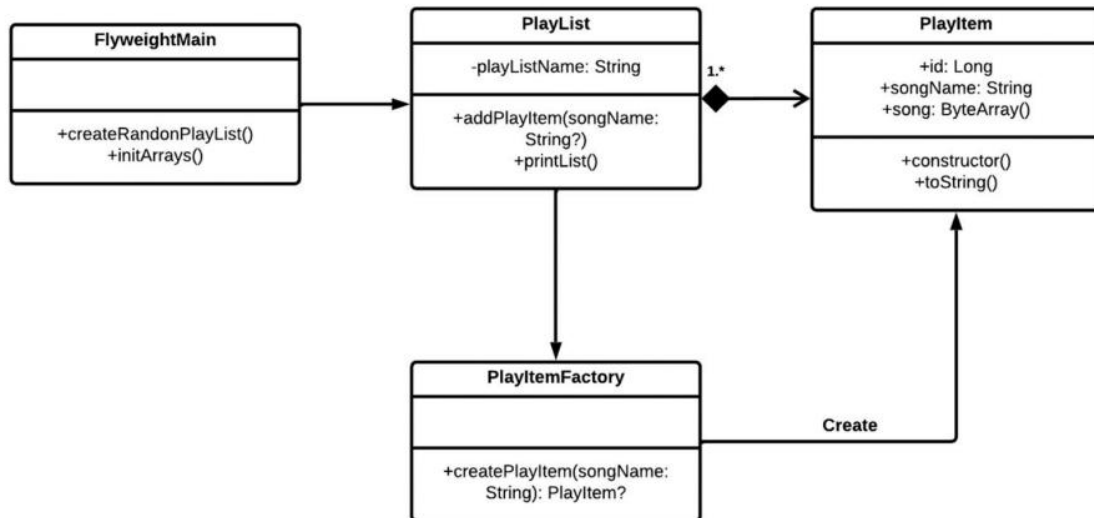 FlyweightMain
+createRandonPlayList()
+initArrays()
PlayList
-playListName: String
+addPlayItem(songName:
String?)
+printList()
1.*
PlayItem
+id: Long
+songName: String
+song: ByteArray()
+constructor()
+toString()
PlayItemFactory
+createPlayItem(songName:
String): PlayItem?
Create